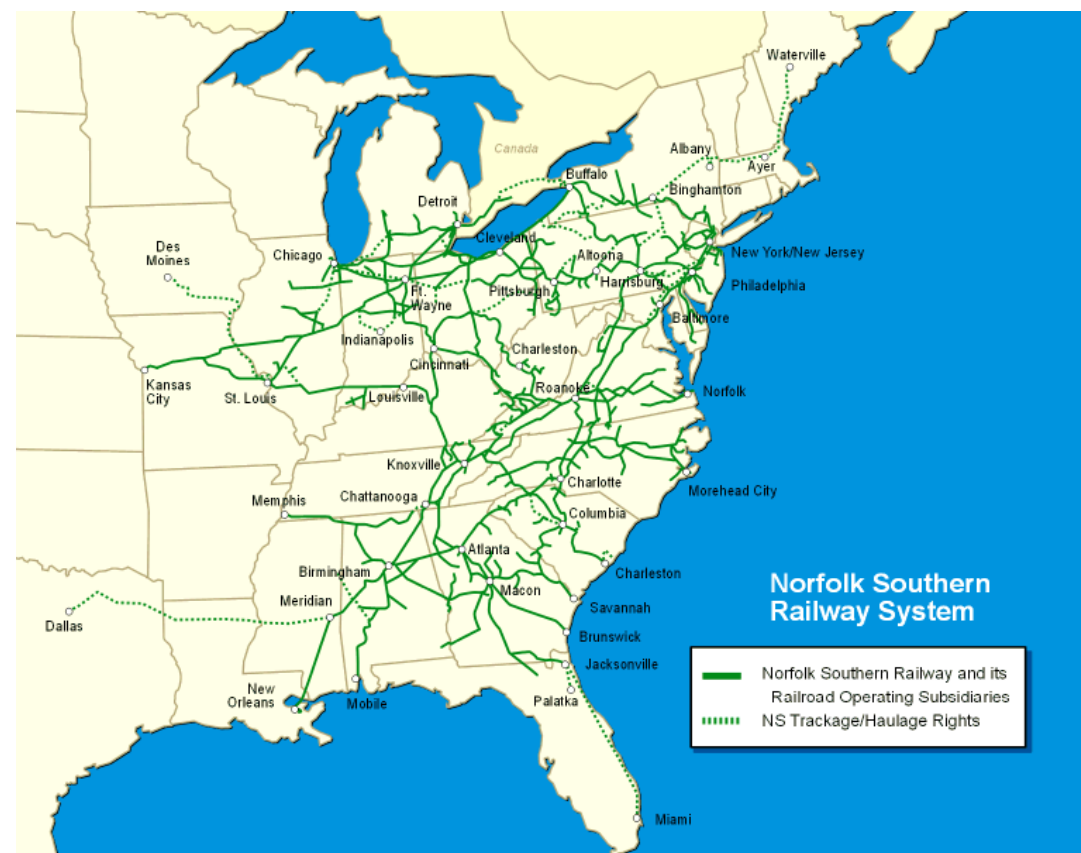 Waterville
Canada
Albany
Ayer
Buffalo
Binghamton
Detroit
Des
Moines
Chicago
Cleveland
Altoona
New York/New Jersey
Ft.
Wayne
Pittsburgh
Harrisburg
Philadelphia
Baltimore
Indianapolis
Cincinnati
Charleston
Kansas
City
St. Louis
Louisville
Roanoke
Norfolk
Knoxville
Charlotte
Morehead City
Memphis
Chattanooga
Columbia
Atlanta
Birmingham
Charleston
Macon
Meridian
Savannah
Dallas
Brunswick
Jacksonville
New
Orleans
Mobile
Palatka
Miami
Norfolk Southern
Railway System
Norfolk Southern Railway and its
Railroad Operating Subsidiaries
NS Trackage/Haulage Rights